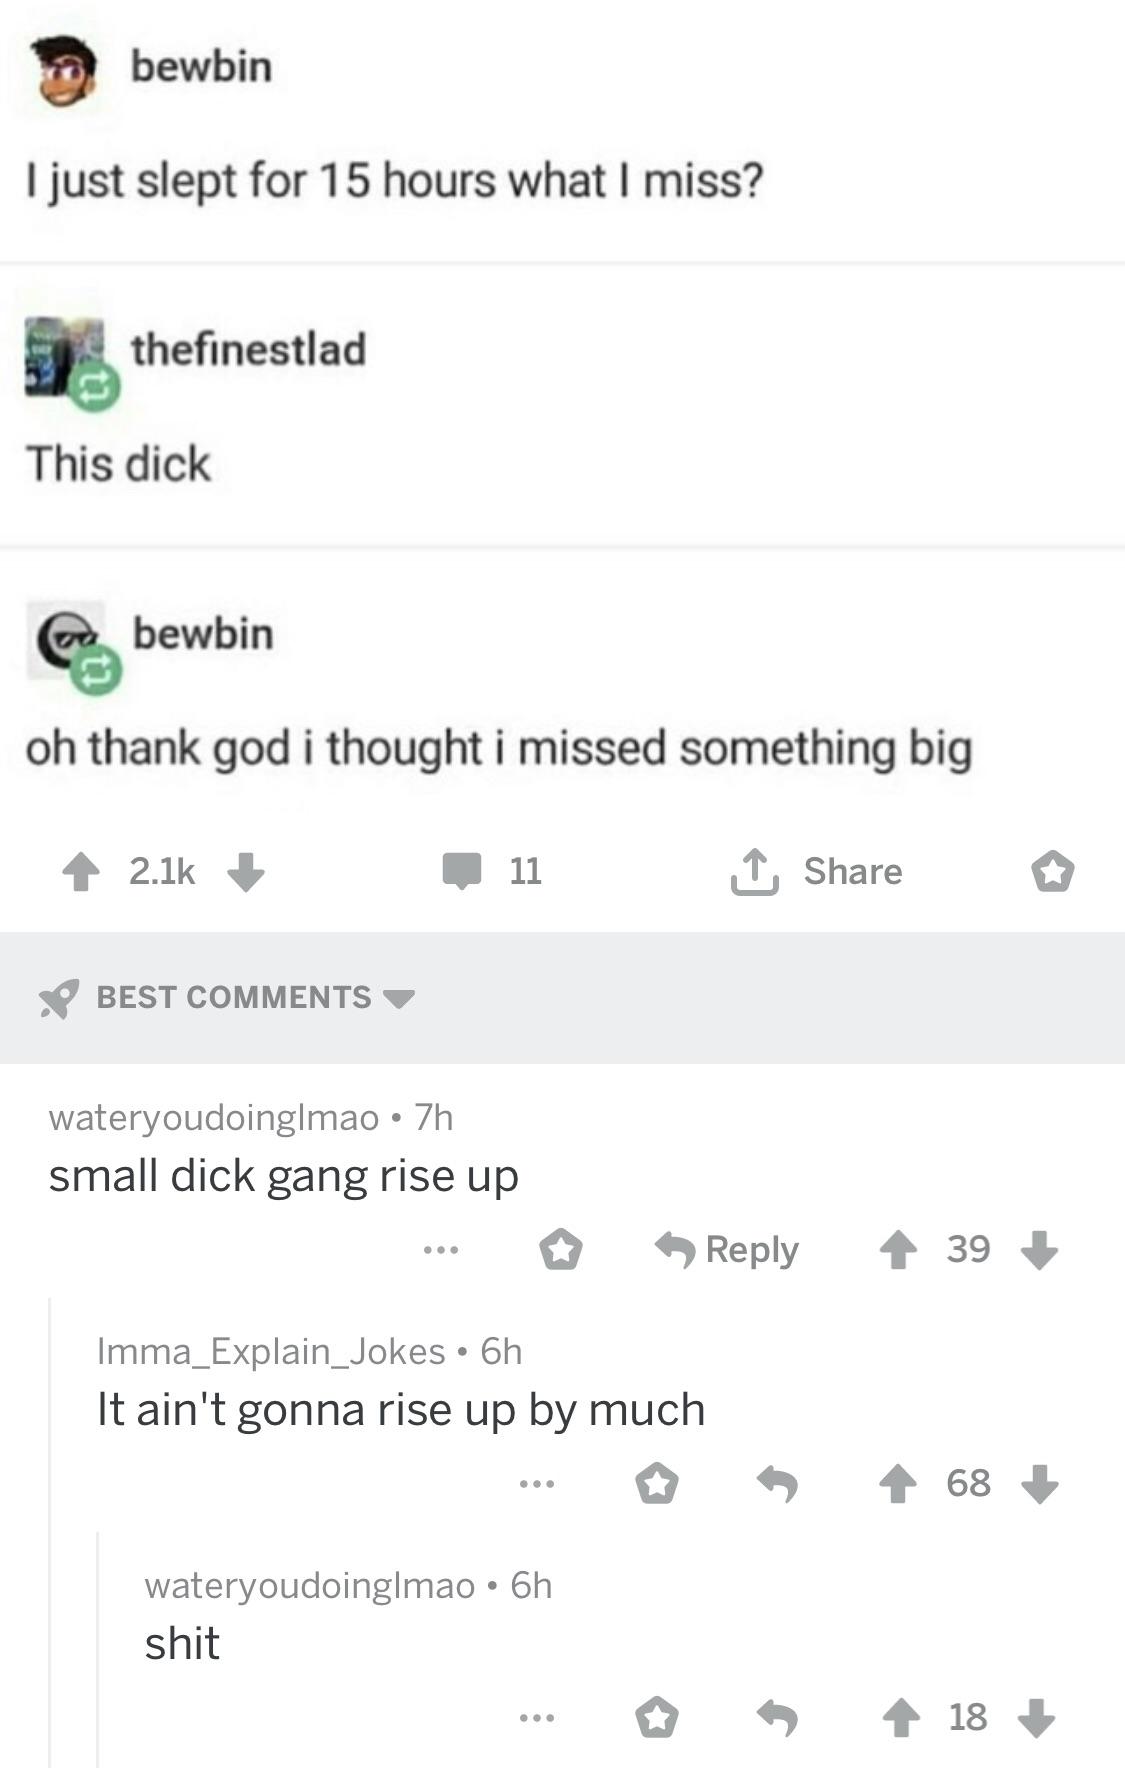 bewbin
I just slept for 15 hours what I miss?
thefinestlad
This dick
bewbin
oh thank god i thought i missed something big
2.1k 11 Share
BEST COMMENTS
wateryoudoinglmao • 7h
small dick gang rise up
... Reply 39
Imma_Explain_Jokes • 6h
It ain't gonna rise up by much
... 68
wateryoudoinglmao • 6h
shit
... 18